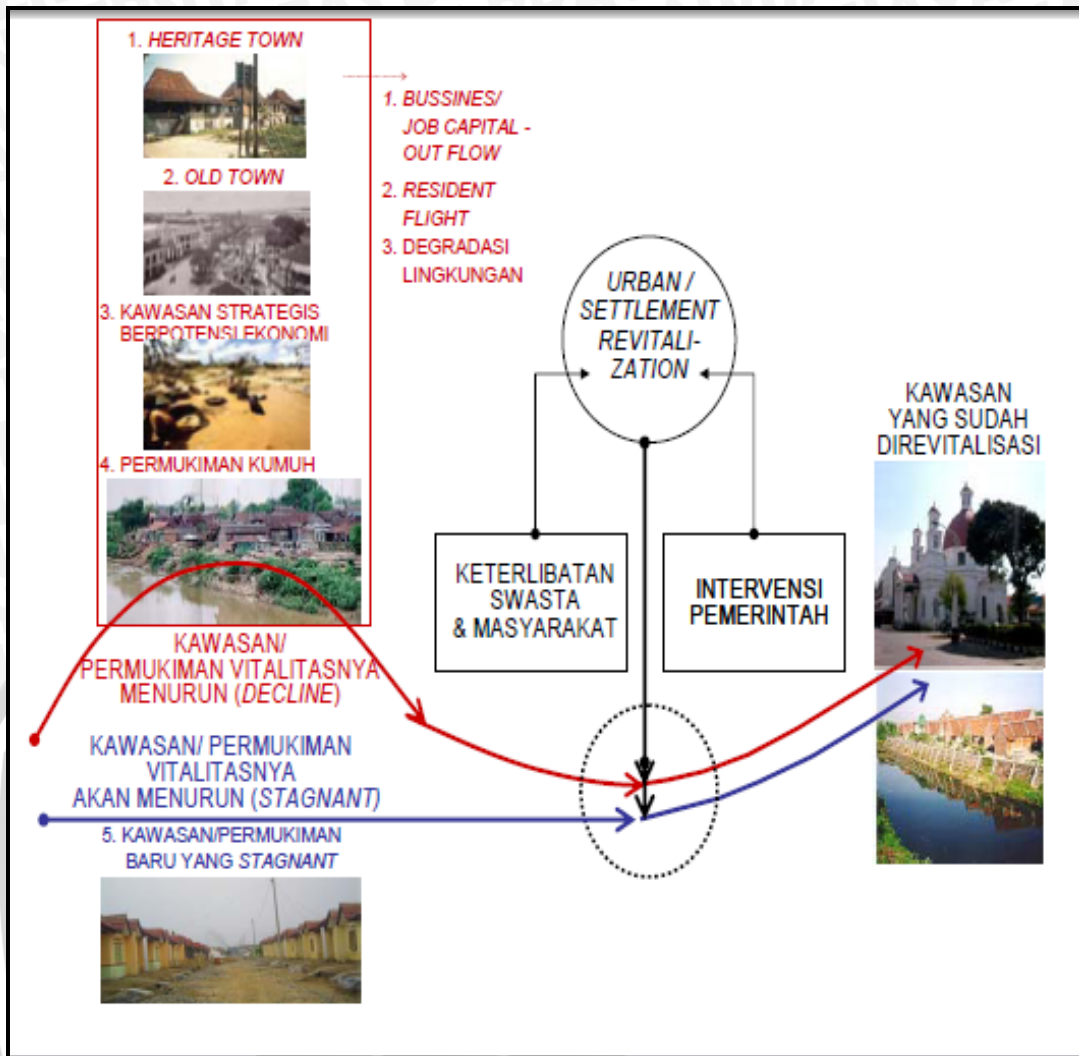 1. HERITAGE TOWN
2. OLD TOWN
3. KAWASAN STRATEGIS
BERPOTENSI EKONOMI
4. PERMUKIMAN KUMUH
1. BUSSINES/
JOB CAPITAL -
OUT FLOW
2. RESIDENT
FLIGHT
3. DEGRADASI
LINGKUNGAN
URBAN /
SETTLEMENT
REVITALI-
ZATION
KETERLIBATAN
SWASTA
& MASYARAKAT
INTERVENSI
PEMERINTAH
KAWASAN
YANG SUDAH
DIREVITALISASI
KAWASAN/
PERMUKIMAN VITALITASNYA
MENURUN (DECLINE)
KAWASAN/ PERMUKIMAN
VITALITASNYA
AKAN MENURUN (STAGNANT)
5. KAWASAN/PERMUKIMAN
BARU YANG STAGNANT